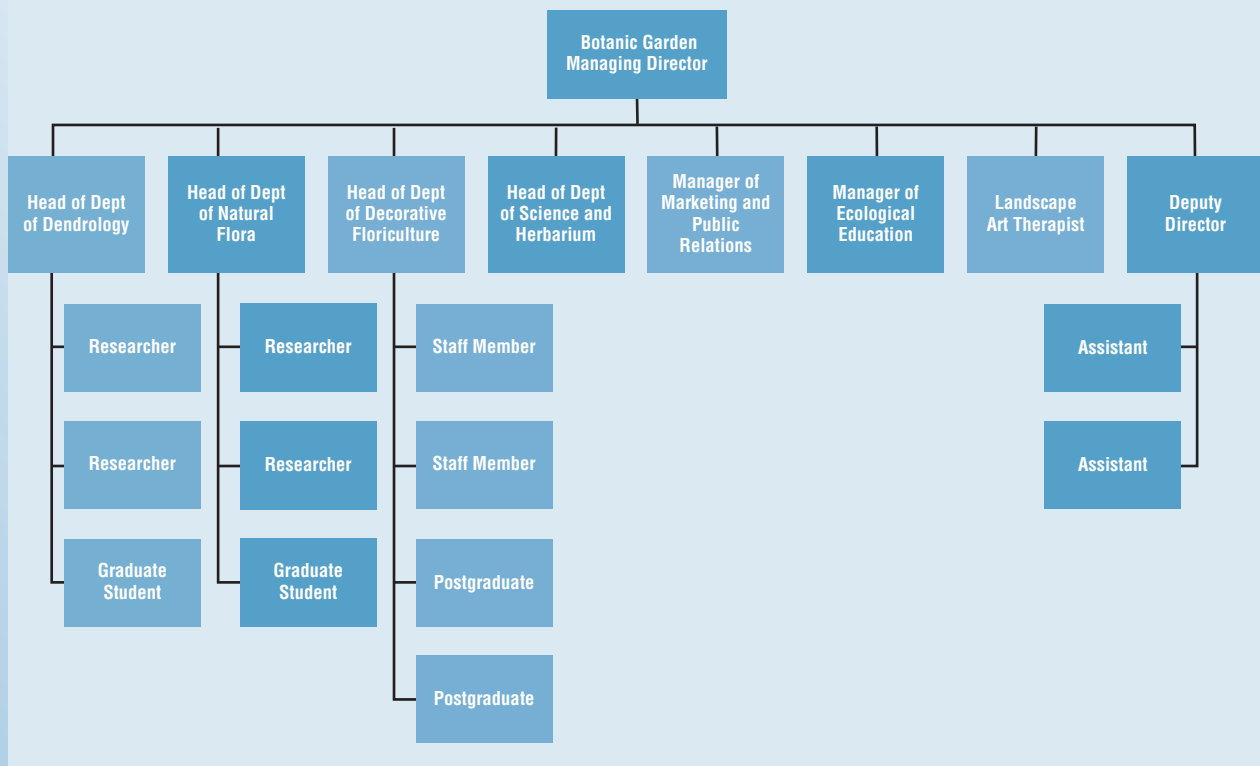 Botanic Garden
Managing Director
Head of Dept
of Dendrology
Head of Dept
of Natural
Flora
Head of Dept
of Decorative
Floriculture
Head of Dept
of Science and
Herbarium
Manager of
Marketing and
Public
Relations
Manager of
Ecological
Education
Landscape
Art Therapist
Deputy
Director
Researcher
Researcher
Graduate
Student
Researcher
Researcher
Graduate
Student
Staff Member
Staff Member
Postgraduate
Postgraduate
Assistant
Assistant